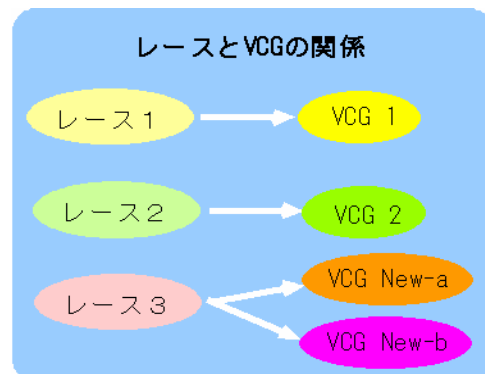 レースとVCGの関係
レース１
VCG 1
レース２
VCG 2
レース３
VCG New-a
VCG New-b